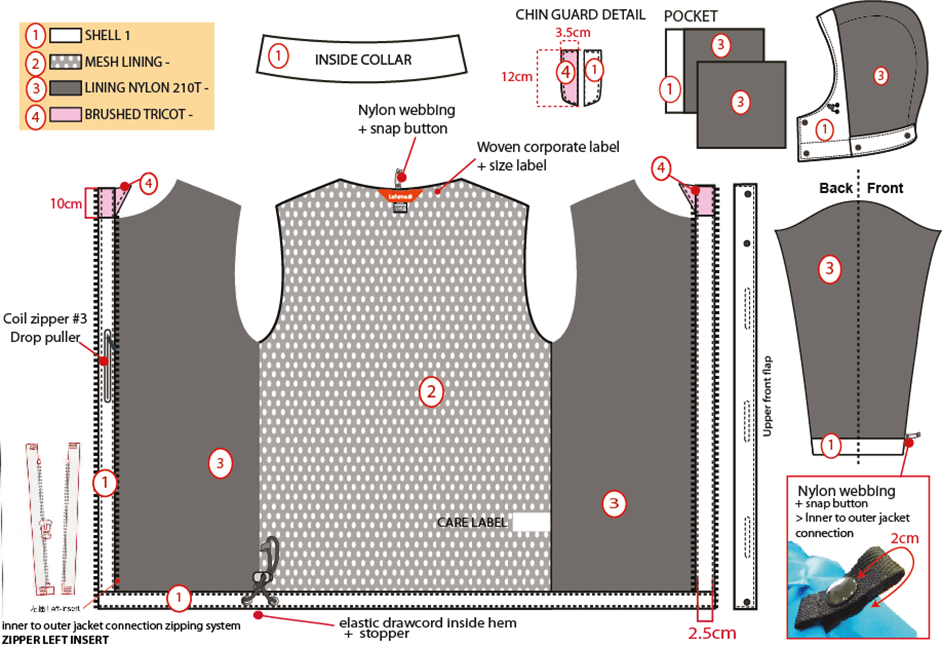 1 SHELL 1
2 MESH LINING -
3 LINING NYLON 210T -
4 BRUSHED TRICOT -
1 INSIDE COLLAR
CHIN GUARD DETAIL
3.5cm
12cm
4
1
POCKET
3
1
3
3
1
Nylon webbing
+ snap button
Woven corporate label
+ size label
4
10cm
4
Back Front
3
Coil zipper #3
Drop puller
2
Upper front flap
1
3
3
1
CARE LABEL
Nylon webbing
+ snap button
> Inner to outer jacket
connection
2cm
1
Left-insert
inner to outer jacket connection zipping system
ZIPPER LEFT INSERT
elastic drawcord inside hem
+ stopper
2.5cm